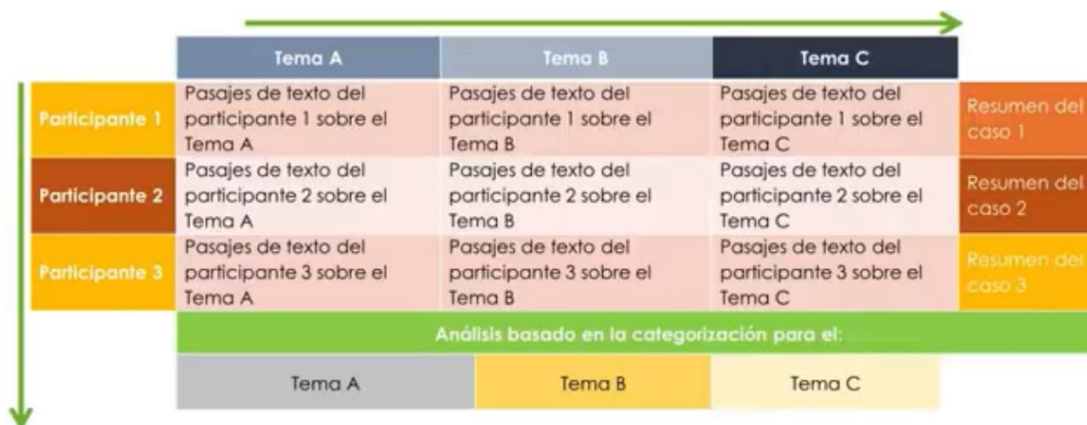 Tema A
Tema B
Tema C
Participante 1
Pasajes de texto del
participante 1 sobre el
Tema A
Pasajes de texto del
participante 1 sobre el
Tema B
Pasajes de texto del
participante 1 sobre el
Tema C
Resumen del
caso 1
Participante 2
Pasajes de texto del
participante 2 sobre el
Tema A
Pasajes de texto del
participante 2 sobre el
Tema B
Pasajes de texto del
participante 2 sobre el
Tema C
Resumen del
caso 2
Participante 3
Pasajes de texto del
participante 3 sobre el
Tema A
Pasajes de texto del
participante 3 sobre el
Tema B
Pasajes de texto del
participante 3 sobre el
Tema C
Resumen del
caso 3
Análisis basado en la categorización para el:
Tema A
Tema B
Tema C